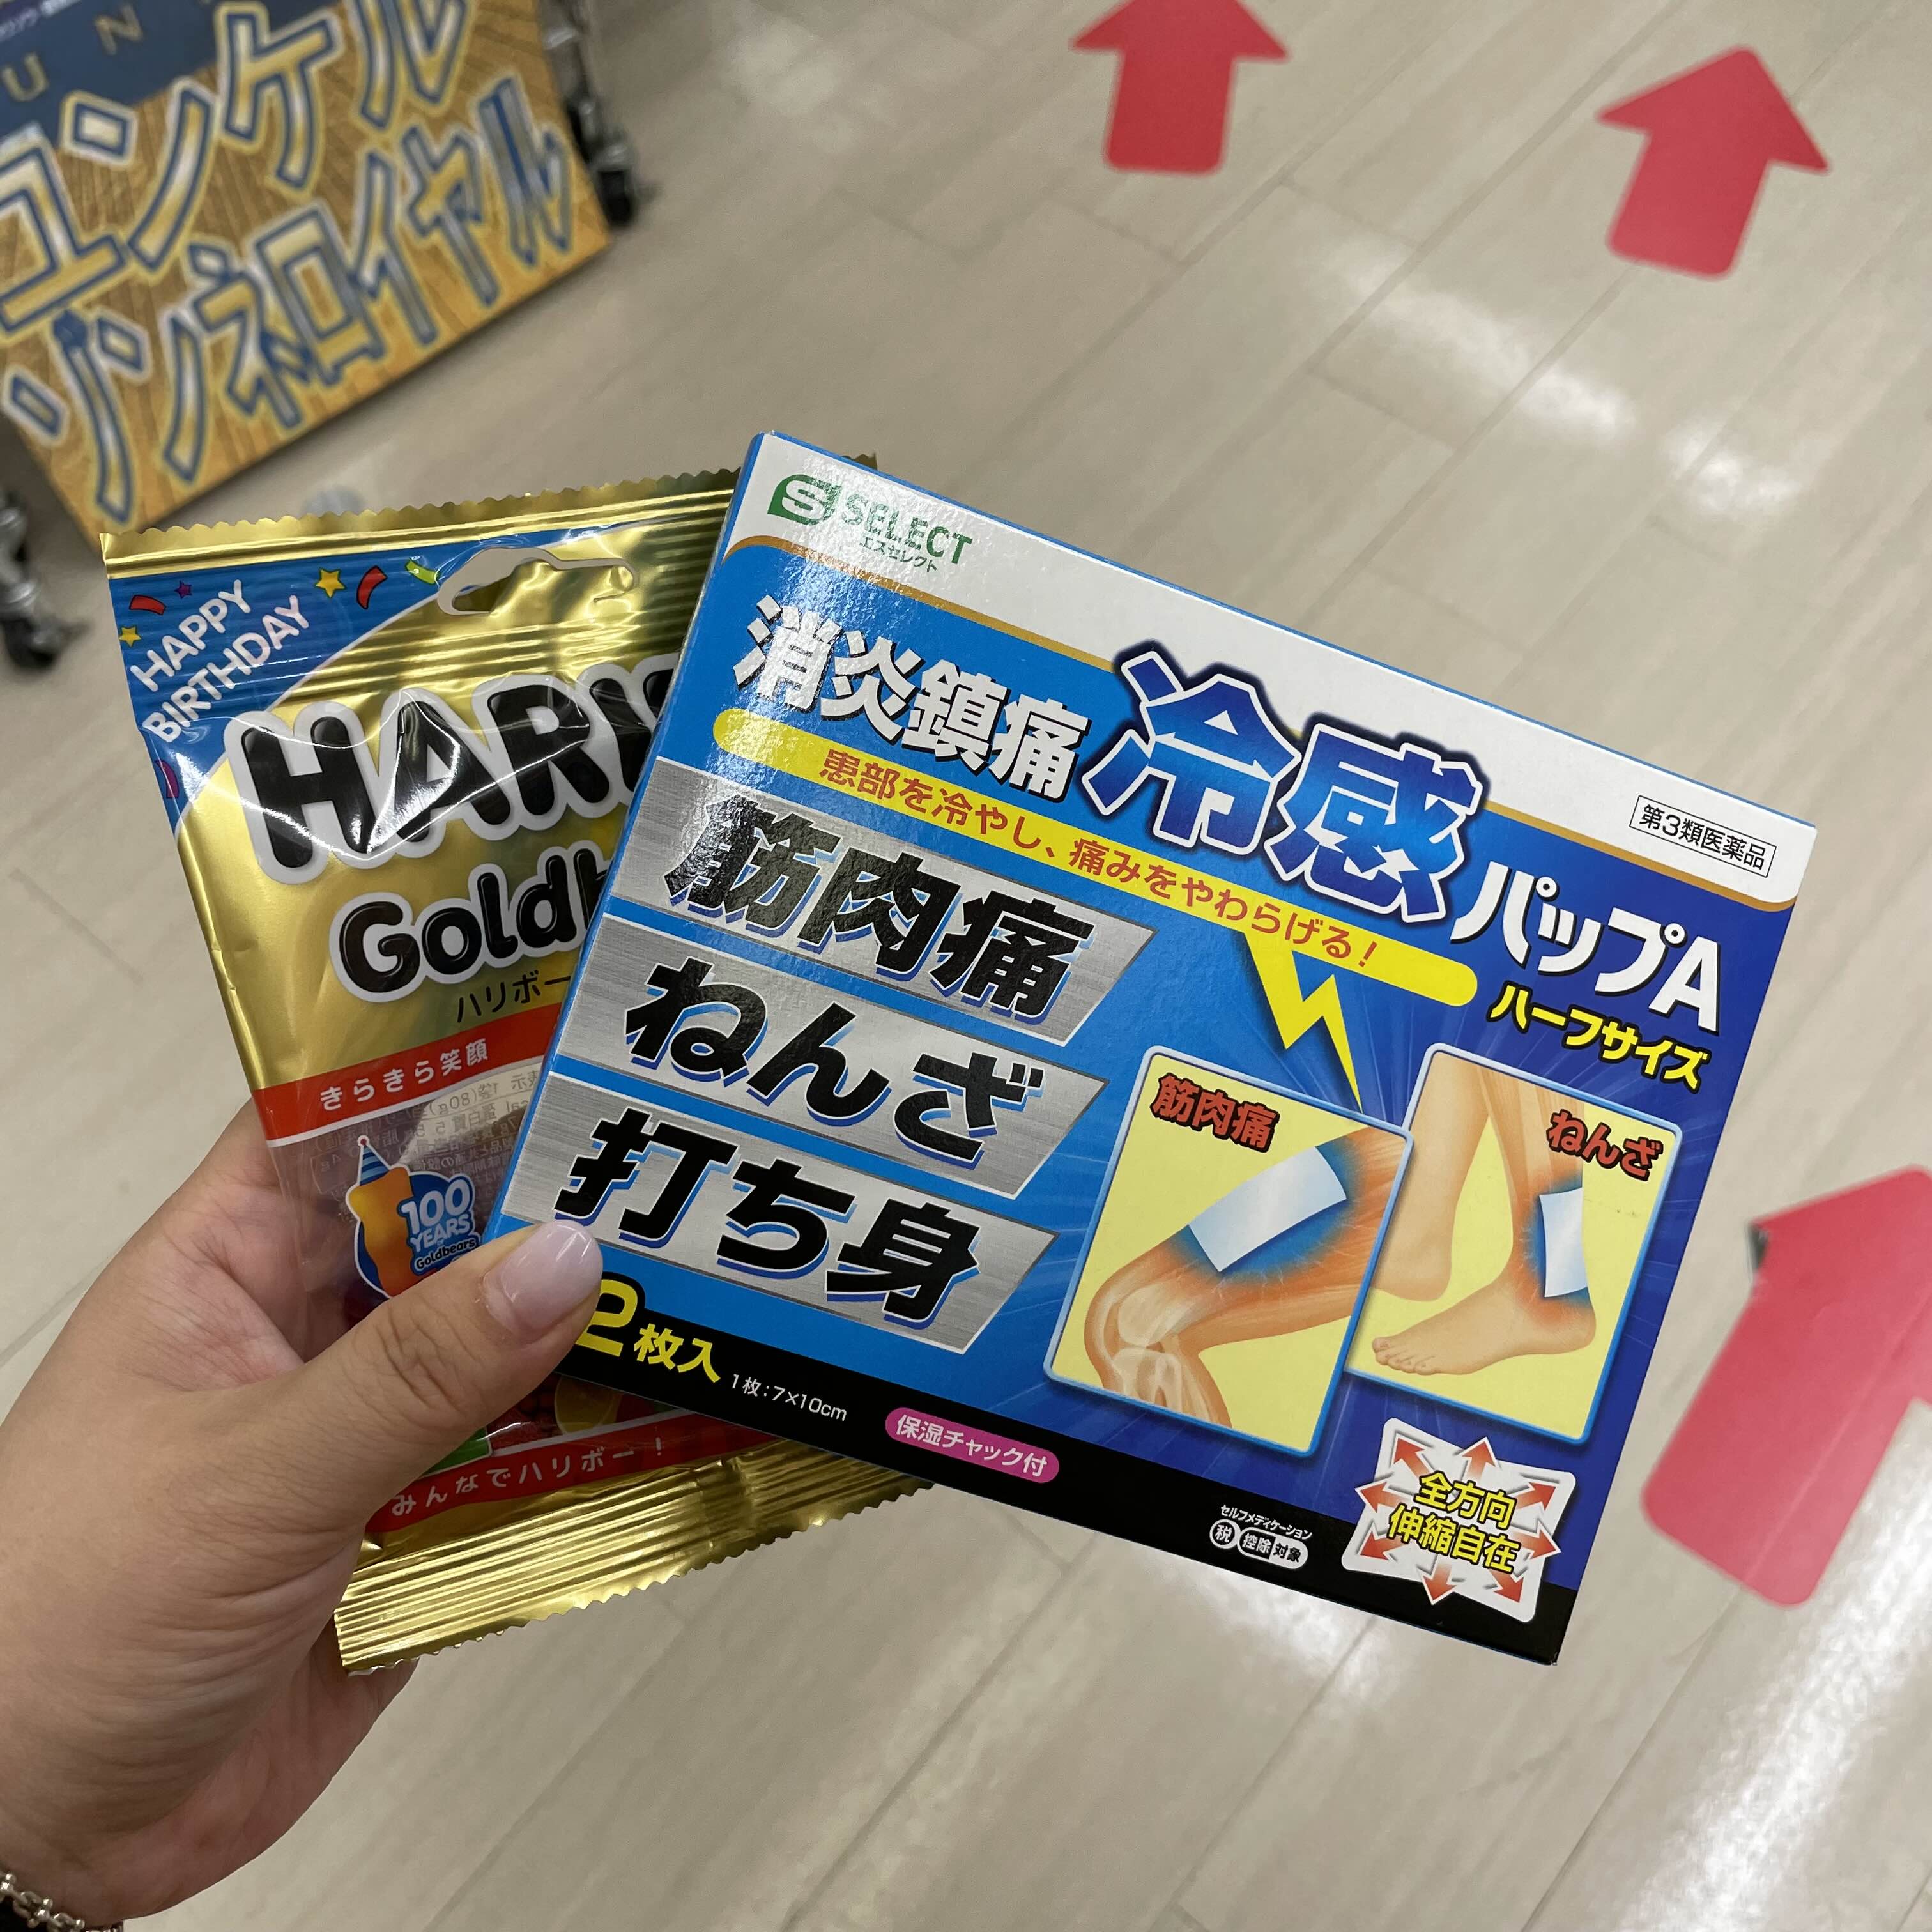 UN
ユンケル
ゾンネロイヤル
HAPPY
BIRTHDAY
HARI
Gold
ハリボー
きらきら笑顔
100
YEARS
Goldbears
みんなでハリボー！
S SELECT
エスセレクト
消炎鎮痛 冷感 パップA
ハーフサイズ
第3類医薬品
患部を冷やし、痛みをやわらげる！
筋肉痛
ねんざ
打ち身
筋肉痛
ねんざ
2枚入 1枚：7×10cm
保湿チャック付
セルフメディケーション
税 控除 対象
全方向
伸縮自在